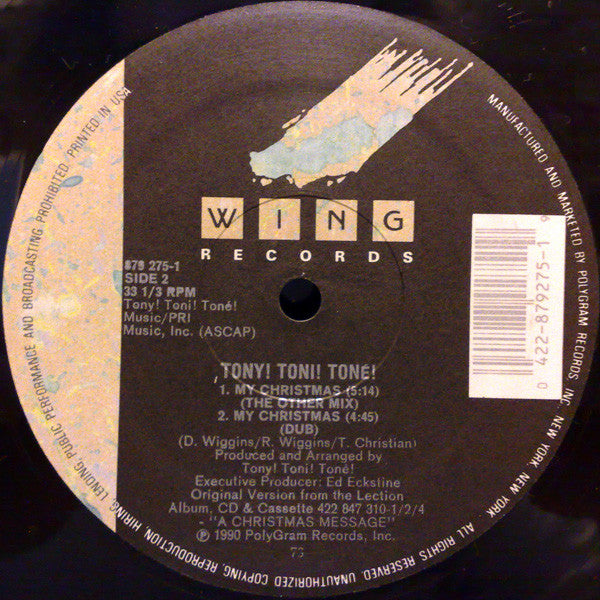 WING
RECORDS
879 275-1
SIDE 2
33 1/3 RPM
Tony! Toni! Toné!
Music/PRI
Music, Inc. (ASCAP)
TONY! TONI! TONÉ!
1. MY CHRISTMAS (5:14)
(THE OTHER MIX)
2. MY CHRISTMAS (4:45)
(DUB)
(D. Wiggins/R. Wiggins/T. Christian)
Produced and Arranged by
Tony! Toni! Toné!
Executive Producer: Ed Eckstine
Original Version from the Lection
Album, CD & Cassette 422 847 310-1/2/4
- "A CHRISTMAS MESSAGE"
℗ 1990 PolyGram Records, Inc.
73
0 422-879275-1 9
MANUFACTURED AND MARKETED BY POLYGRAM RECORDS, INC. NEW YORK, NEW YORK. ALL RIGHTS RESERVED. UNAUTHORIZED COPYING, REPRODUCTION, HIRING, LENDING, PUBLIC PERFORMANCE AND BROADCASTING PROHIBITED. PRINTED IN USA